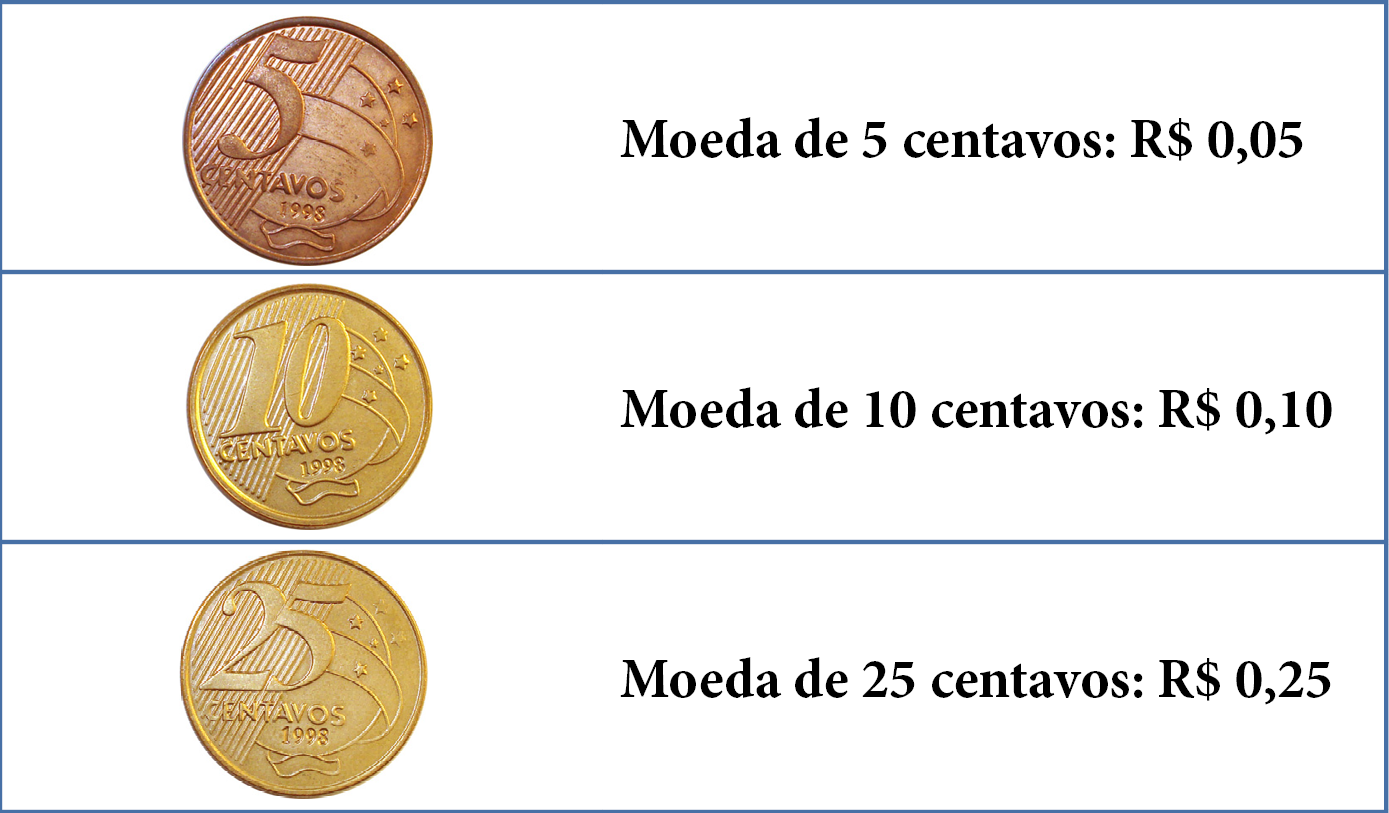 5
CENTAVOS
1998
Moeda de 5 centavos: R$ 0,05
10
CENTAVOS
1998
Moeda de 10 centavos: R$ 0,10
25
CENTAVOS
1998
Moeda de 25 centavos: R$ 0,25